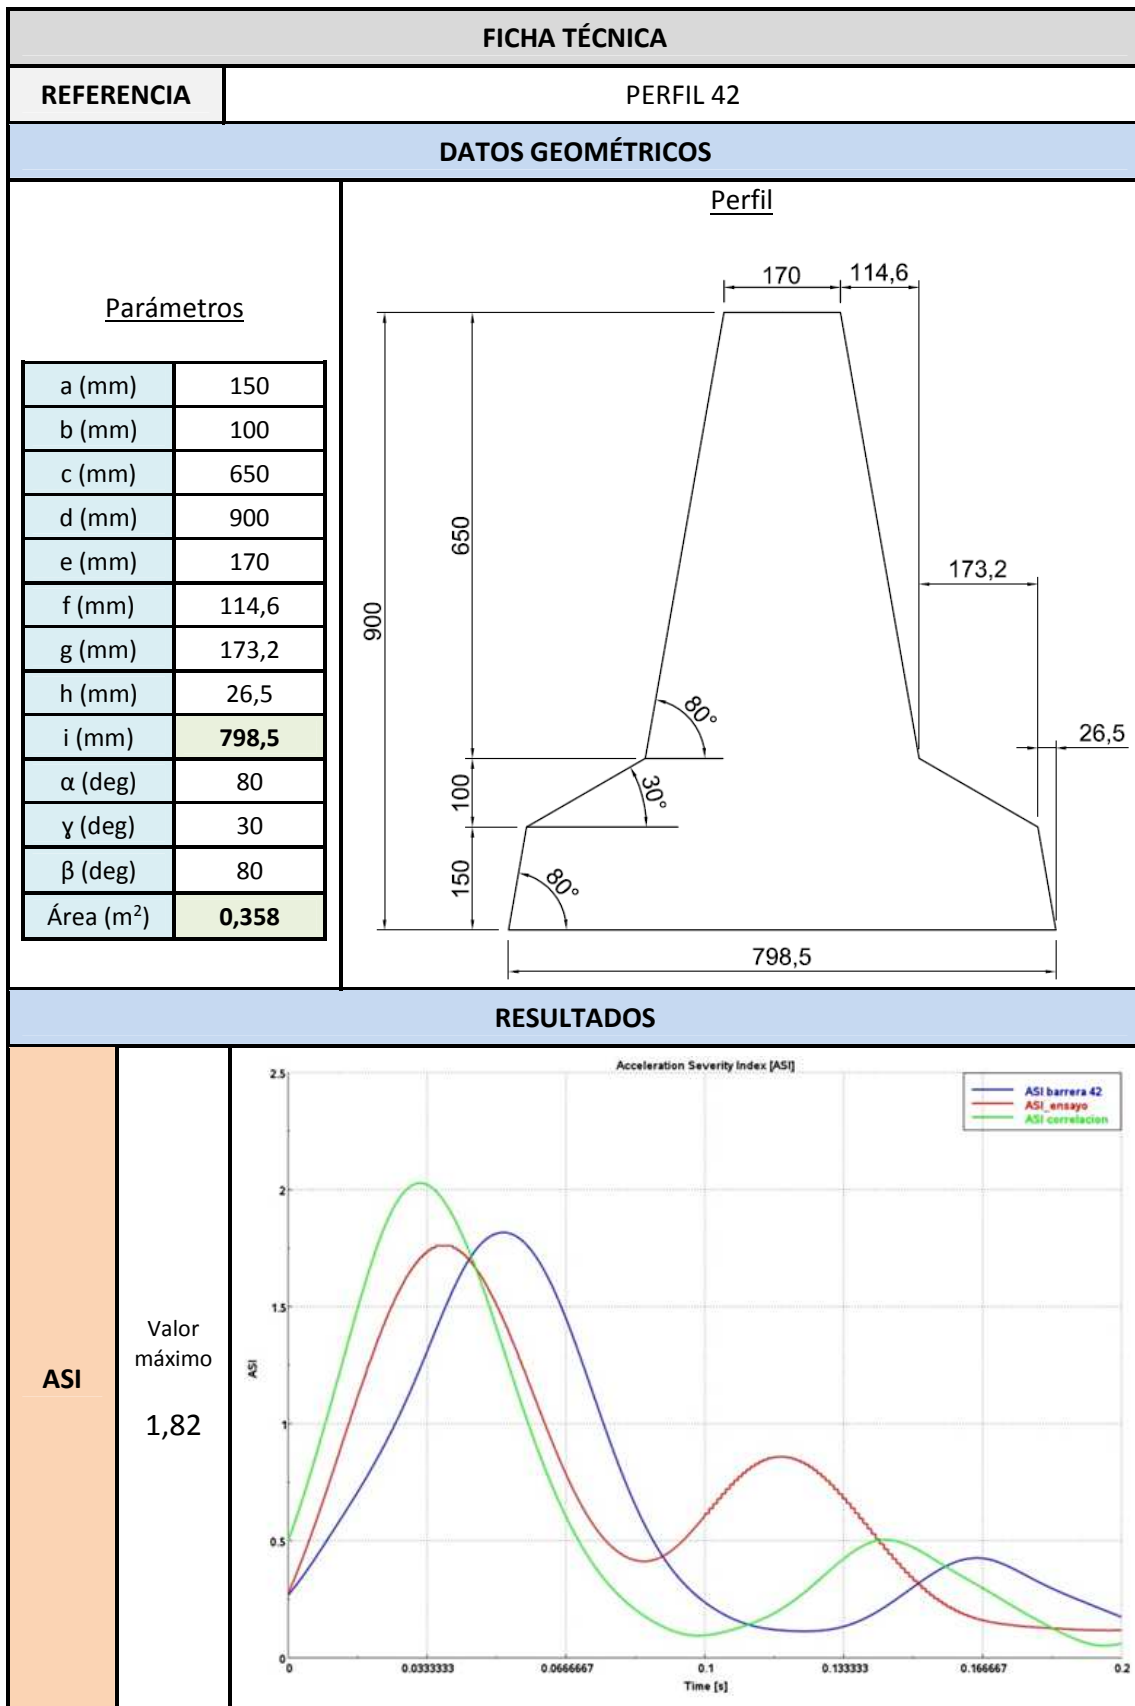 FICHA TÉCNICA
REFERENCIA PERFIL 42
DATOS GEOMÉTRICOS
Parámetros
a (mm) 150
b (mm) 100
c (mm) 650
d (mm) 900
e (mm) 170
f (mm) 114,6
g (mm) 173,2
h (mm) 26,5
i (mm) 798,5
α (deg) 80
γ (deg) 30
β (deg) 80
Área (m²) 0,358
Perfil
170 114,6
650
173,2
900
80°
26,5
100
30°
150
80°
798,5
RESULTADOS
ASI
Valor
máximo
1,82
Acceleration Severity Index [ASI]
ASI barrera 42
ASI_ensayo
ASI correlacion
2.5
2
1.5
1
0.5
0
ASI
0 0.0333333 0.0666667 0.1 0.133333 0.166667 0.2
Time [s]